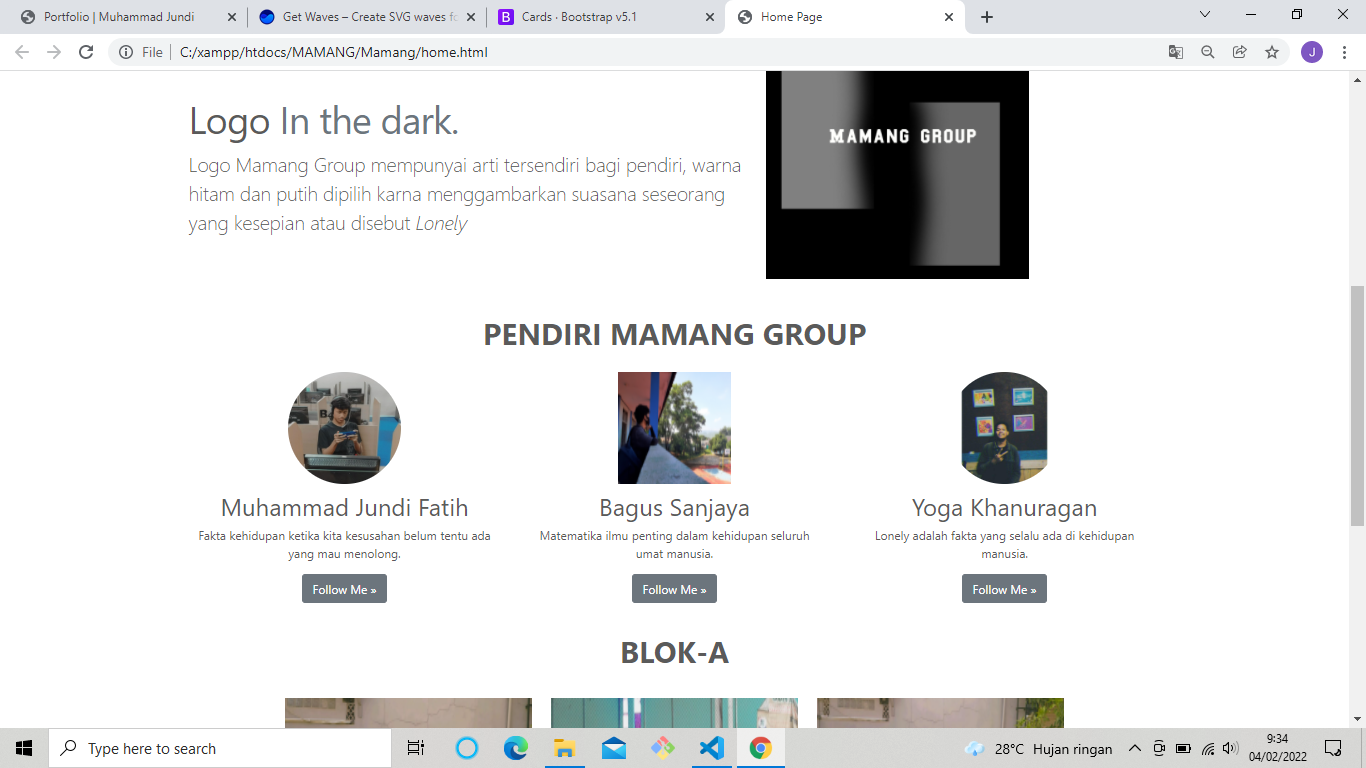 Portfolio | Muhammad Jundi
Get Waves – Create SVG waves fo
B Cards · Bootstrap v5.1
Home Page
File | C:/xampp/htdocs/MAMANG/Mamang/home.html
J
Logo In the dark.
Logo Mamang Group mempunyai arti tersendiri bagi pendiri, warna
hitam dan putih dipilih karna menggambarkan suasana seseorang
yang kesepian atau disebut Lonely
MAMANG GROUP
PENDIRI MAMANG GROUP
Muhammad Jundi Fatih
Fakta kehidupan ketika kita kesusahan belum tentu ada
yang mau menolong.
Follow Me »
Bagus Sanjaya
Matematika ilmu penting dalam kehidupan seluruh
umat manusia.
Follow Me »
Yoga Khanuragan
Lonely adalah fakta yang selalu ada di kehidupan
manusia.
Follow Me »
BLOK-A
Type here to search
28°C Hujan ringan
9:34
04/02/2022